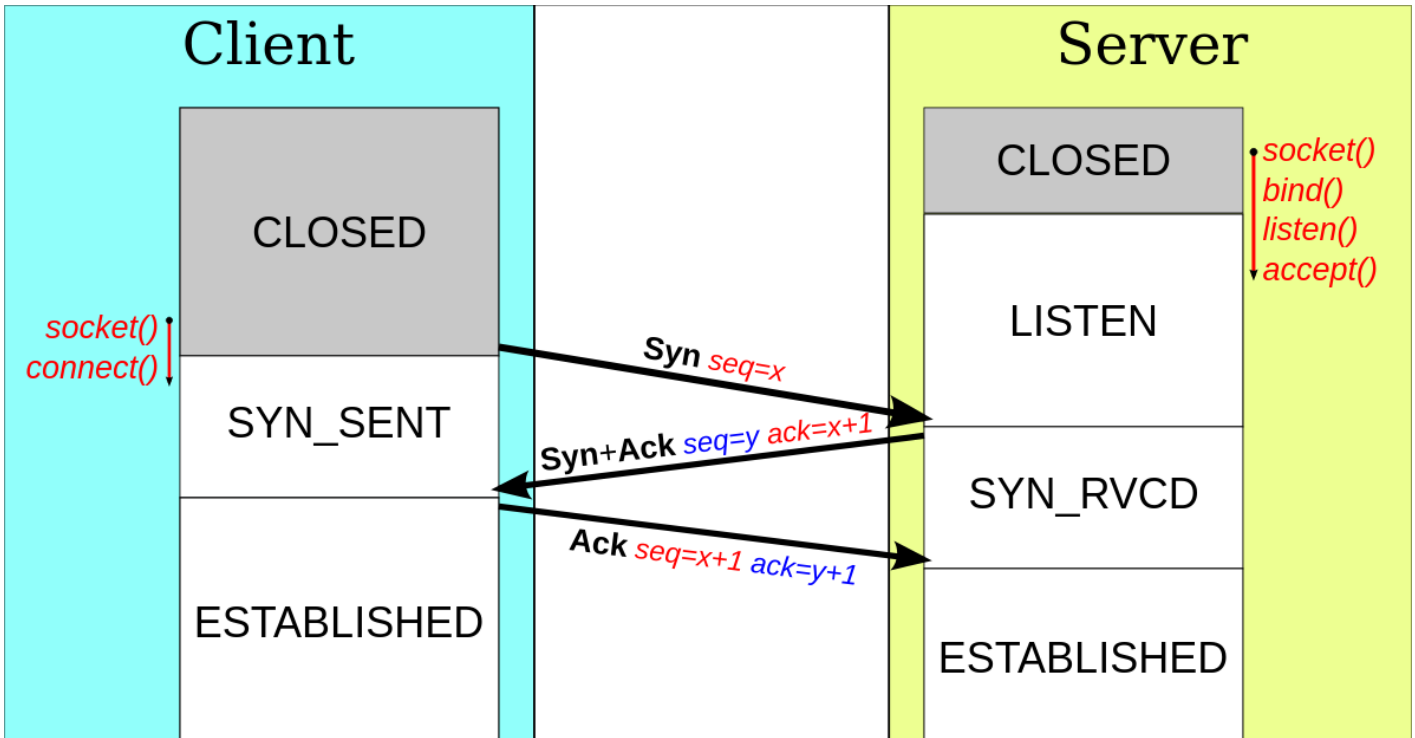 Client
Server
CLOSED
CLOSED
socket()
bind()
listen()
accept()
LISTEN
socket()
connect()
Syn seq=x
SYN_SENT
Syn+Ack seq=y ack=x+1
SYN_RVCD
Ack seq=x+1 ack=y+1
ESTABLISHED
ESTABLISHED